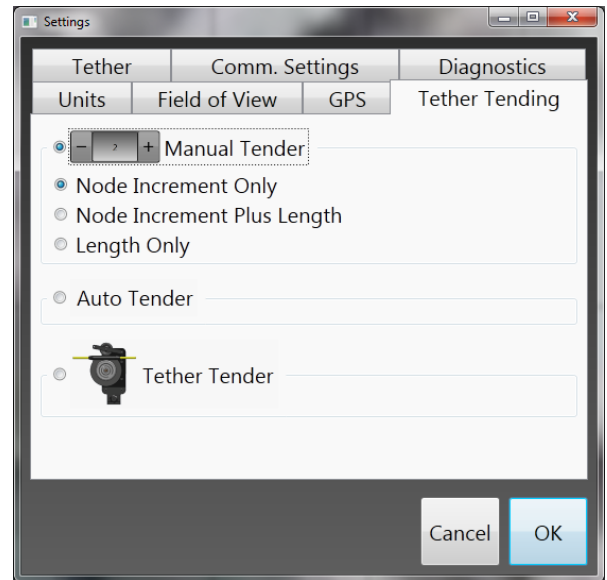 Settings
Tether Comm. Settings Diagnostics
Units Field of View GPS Tether Tending
- ? + Manual Tender
Node Increment Only
Node Increment Plus Length
Length Only
Auto Tender
Tether Tender
Cancel OK